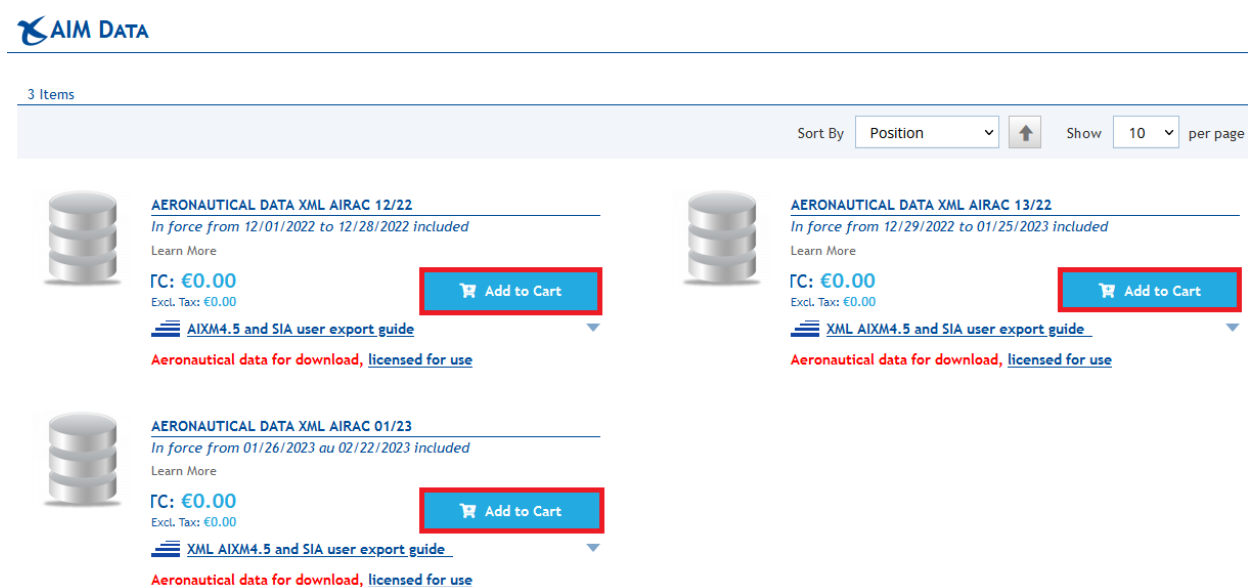 AIM DATA
3 Items
Sort By Position Show 10 per page
AERONAUTICAL DATA XML AIRAC 12/22
In force from 12/01/2022 to 12/28/2022 included
Learn More
TC: €0.00
Add to Cart
Excl. Tax: €0.00
AIXM4.5 and SIA user export guide
Aeronautical data for download, licensed for use
AERONAUTICAL DATA XML AIRAC 13/22
In force from 12/29/2022 to 01/25/2023 included
Learn More
TC: €0.00
Add to Cart
Excl. Tax: €0.00
XML AIXM4.5 and SIA user export guide
Aeronautical data for download, licensed for use
AERONAUTICAL DATA XML AIRAC 01/23
In force from 01/26/2023 au 02/22/2023 included
Learn More
TC: €0.00
Add to Cart
Excl. Tax: €0.00
XML AIXM4.5 and SIA user export guide
Aeronautical data for download, licensed for use